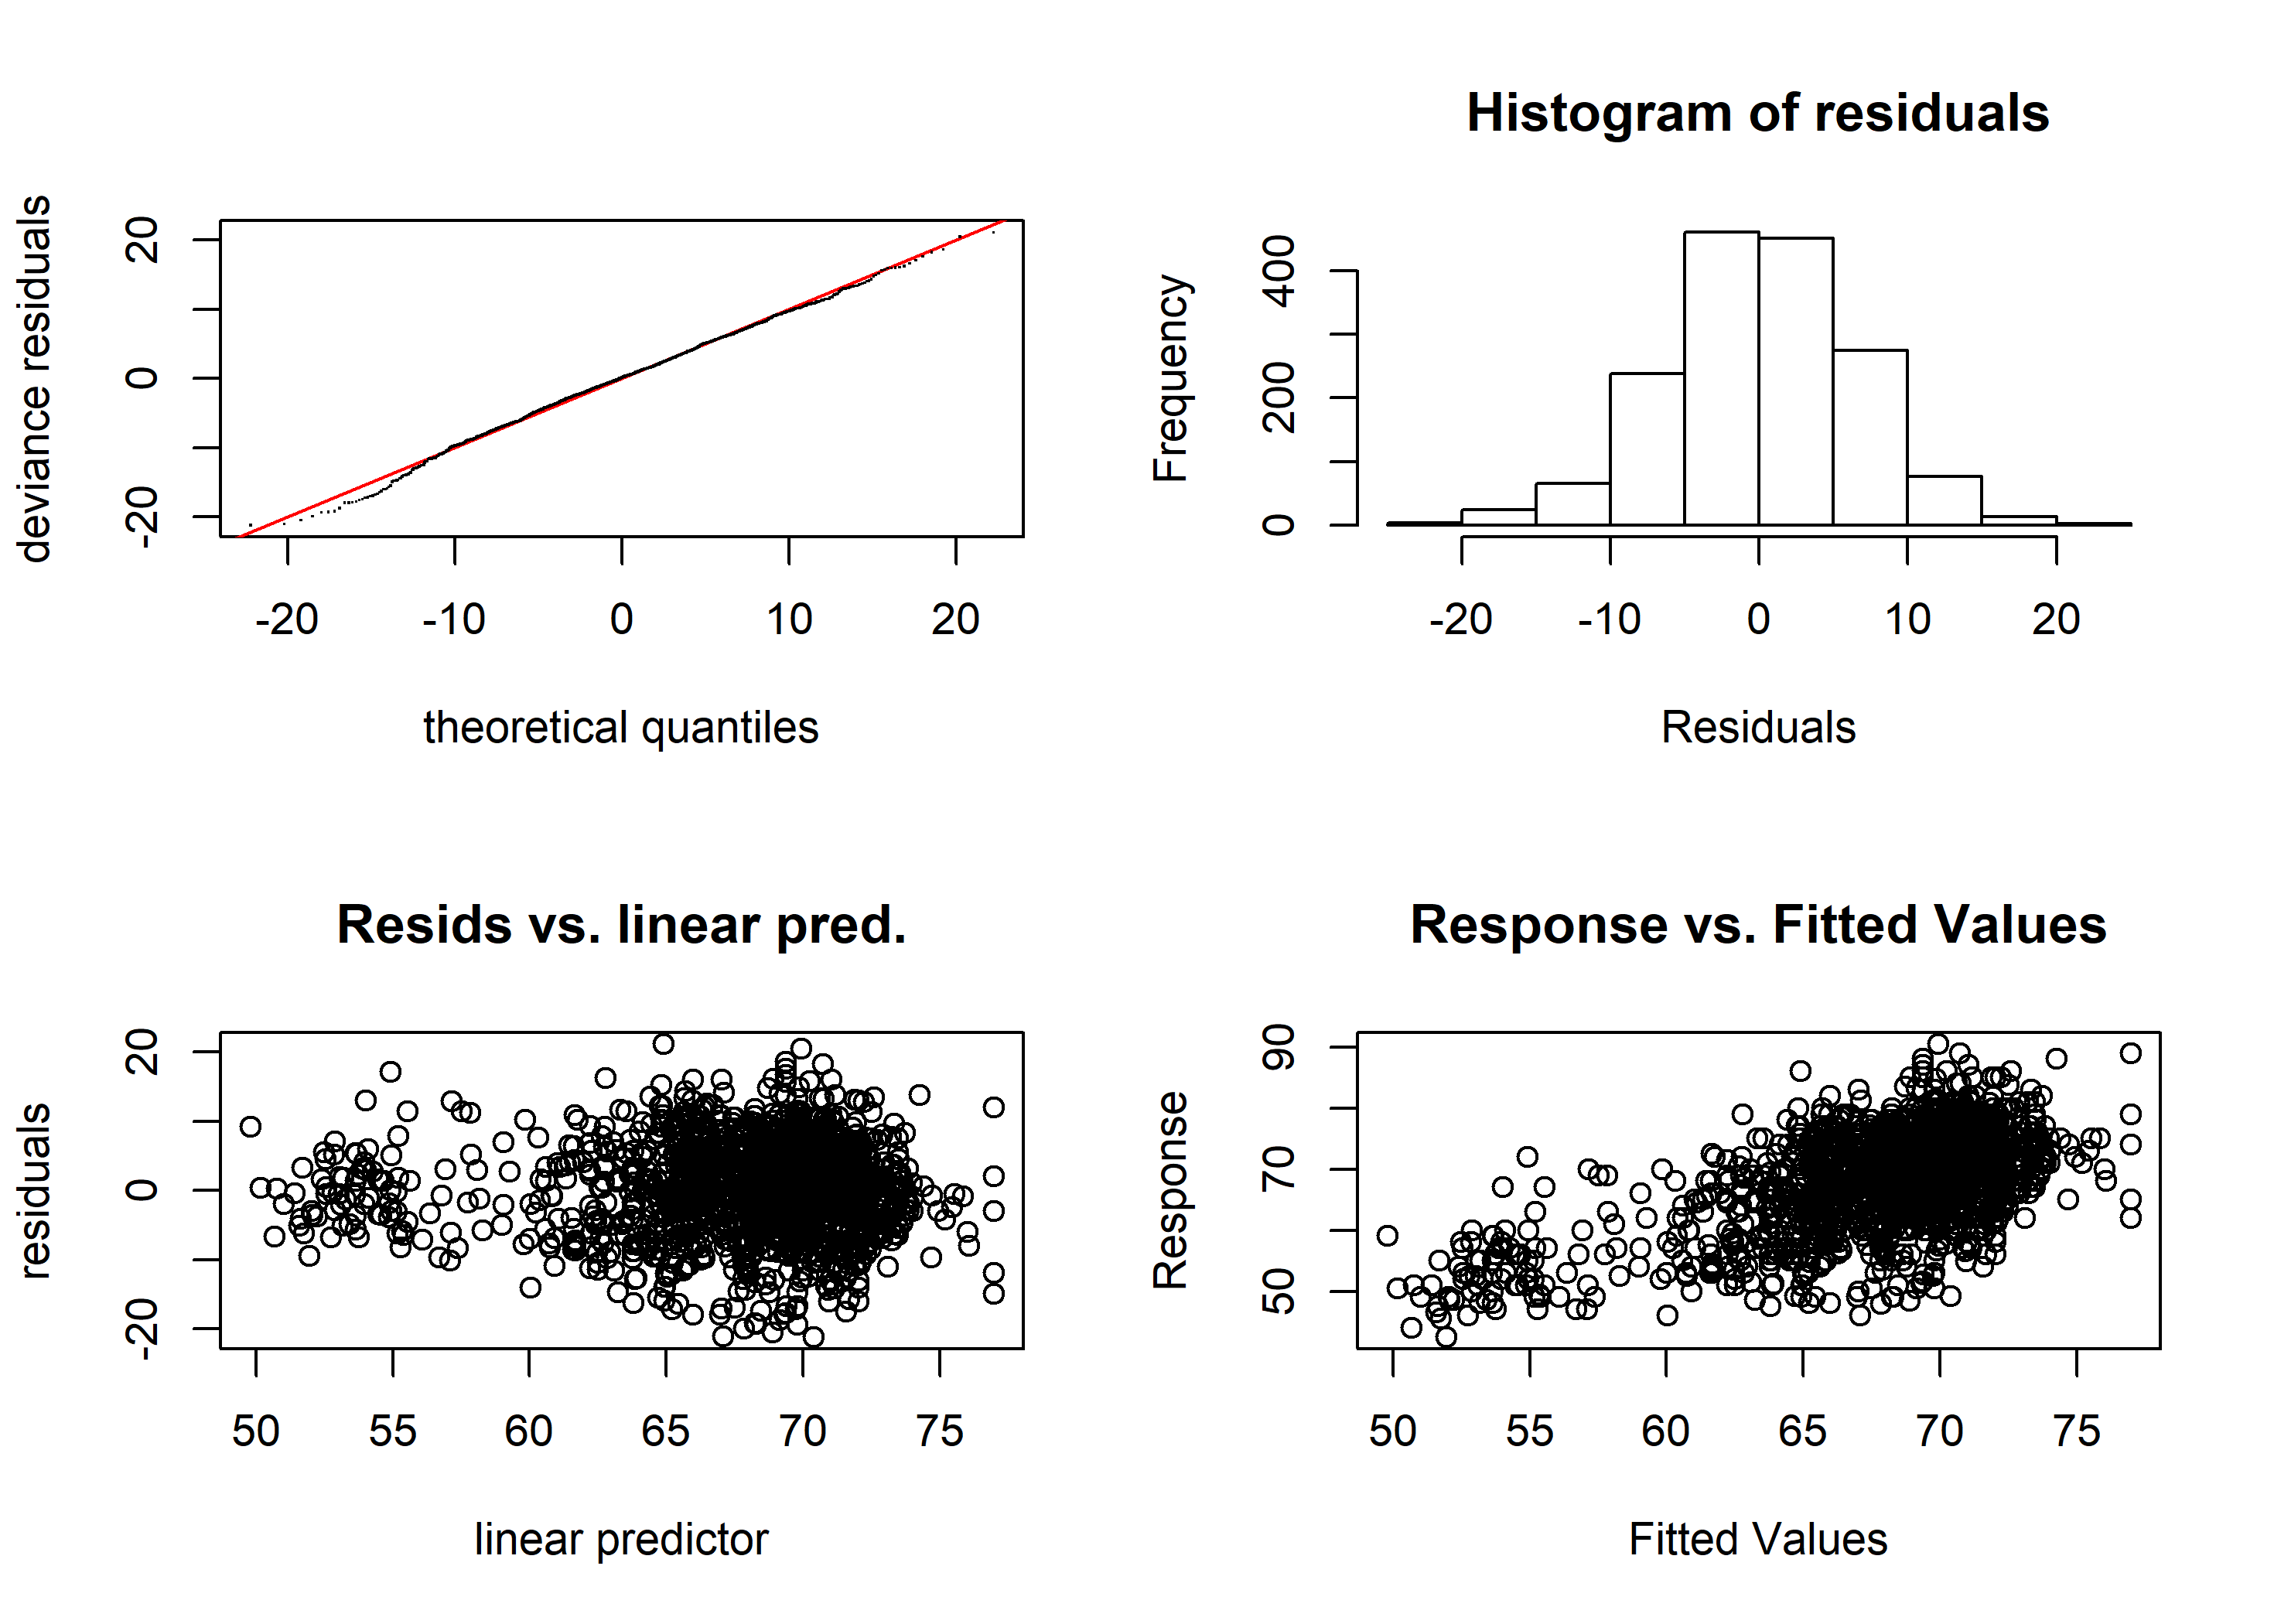 deviance residuals
20
0
-20
-20 -10 0 10 20
theoretical quantiles
Histogram of residuals
Frequency
400
200
0
-20 -10 0 10 20
Residuals
Resids vs. linear pred.
residuals
20
0
-20
50 55 60 65 70 75
linear predictor
Response vs. Fitted Values
Response
90
70
50
50 55 60 65 70 75
Fitted Values